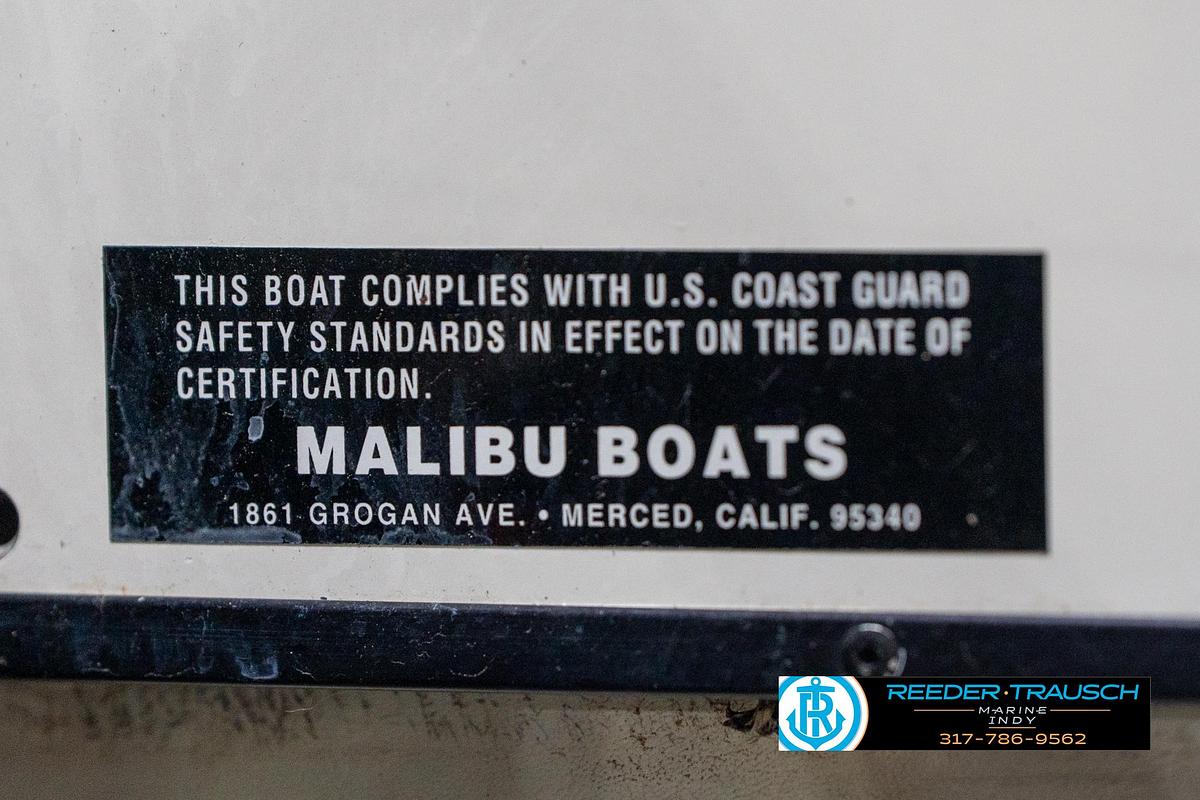 THIS BOAT COMPLIES WITH U.S. COAST GUARD
SAFETY STANDARDS IN EFFECT ON THE DATE OF
CERTIFICATION.
MALIBU BOATS
1861 GROGAN AVE. • MERCED, CALIF. 95340
RT
REEDER·TRAUSCH
MARINE
INDY
317-786-9562